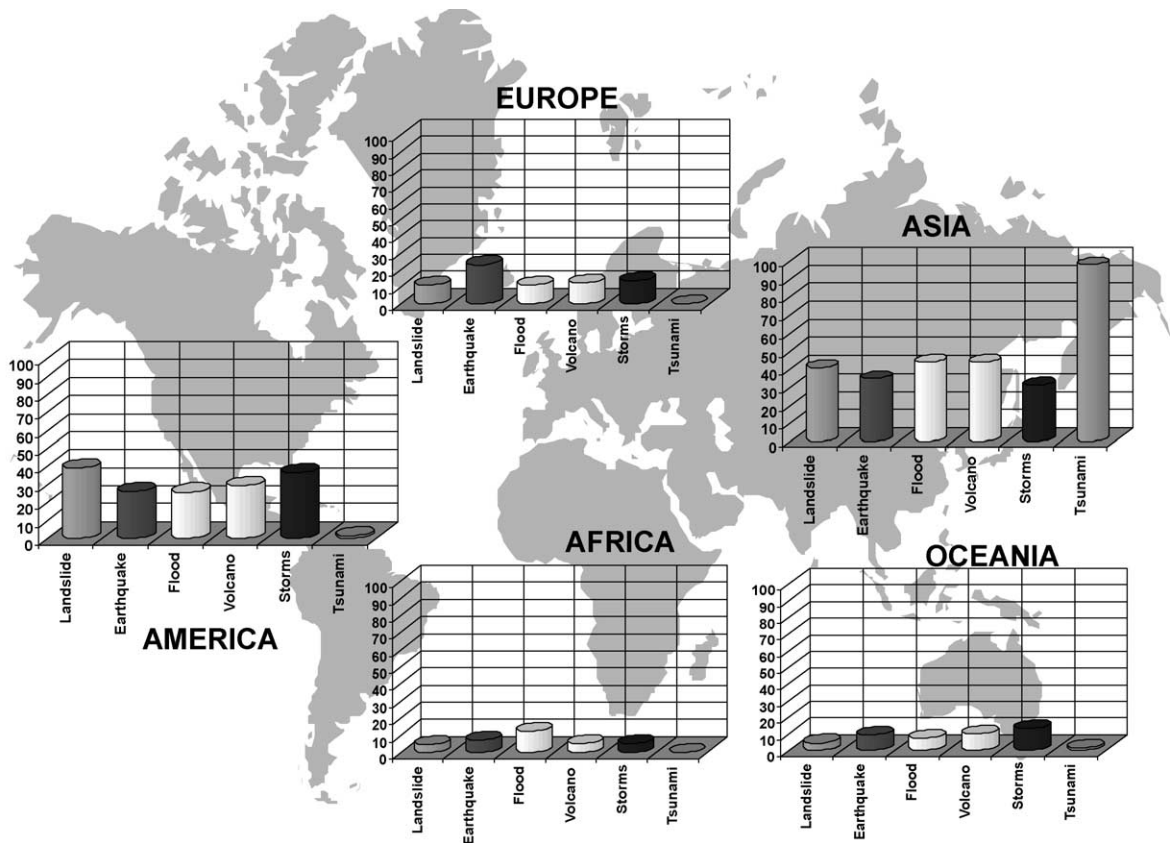 EUROPE
100
90
80
70
60
50
40
30
20
10
0
Landslide
Earthquake
Flood
Volcano
Storms
Tsunami
ASIA
100
90
80
70
60
50
40
30
20
10
0
Landslide
Earthquake
Flood
Volcano
Storms
Tsunami
100
90
80
70
60
50
40
30
20
10
0
Landslide
Earthquake
Flood
Volcano
Storms
Tsunami
AMERICA
AFRICA
100
90
80
70
60
50
40
30
20
10
0
Landslide
Earthquake
Flood
Volcano
Storms
Tsunami
OCEANIA
100
90
80
70
60
50
40
30
20
10
0
Landslide
Earthquake
Flood
Volcano
Storms
Tsunami